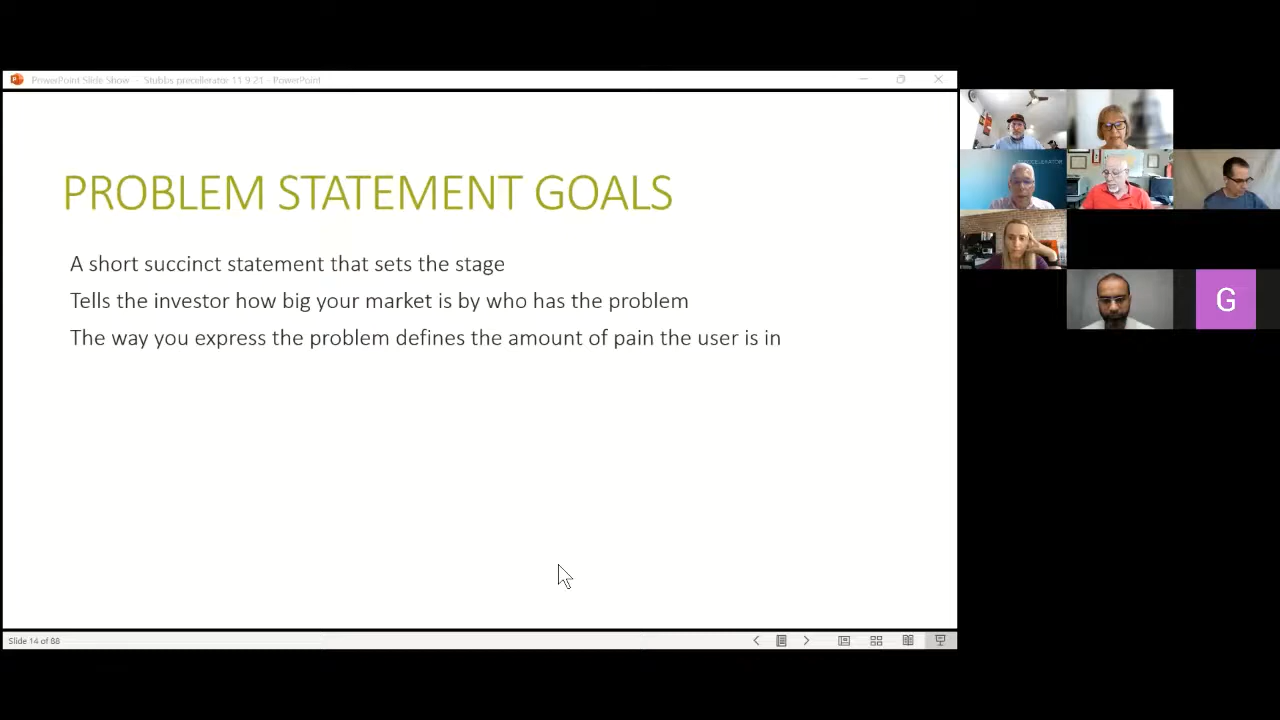 PowerPoint Slide Show - Stubbs precellerator 11 9 21 - PowerPoint
PROBLEM STATEMENT GOALS
A short succinct statement that sets the stage
Tells the investor how big your market is by who has the problem
The way you express the problem defines the amount of pain the user is in
G
Slide 14 of 88